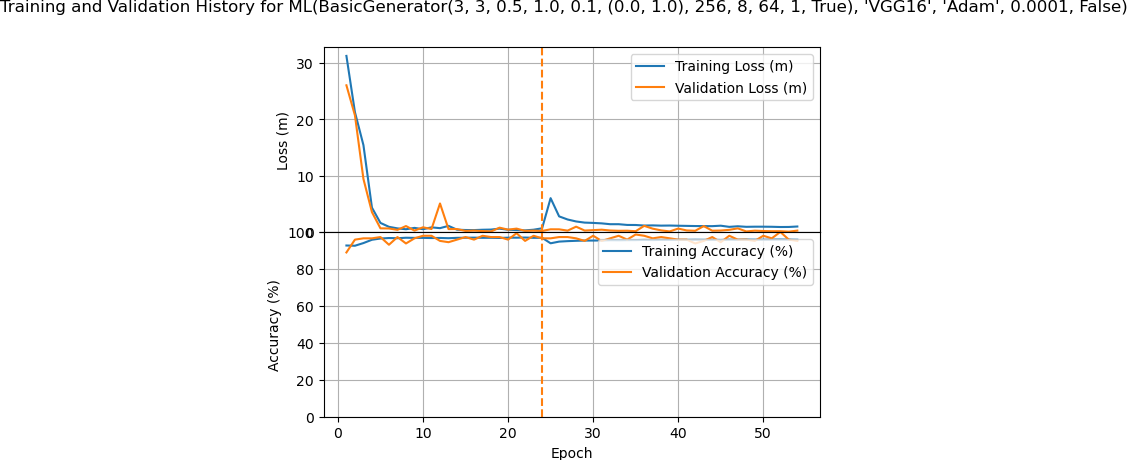 Training and Validation History for ML(BasicGenerator(3, 3, 0.5, 1.0, 0.1, (0.0, 1.0), 256, 8, 64, 1, True), 'VGG16', 'Adam', 0.0001, False)
30
20
10
0
Loss (m)
Training Loss (m)
Validation Loss (m)
100
80
60
40
20
0
Accuracy (%)
Training Accuracy (%)
Validation Accuracy (%)
0 10 20 30 40 50
Epoch